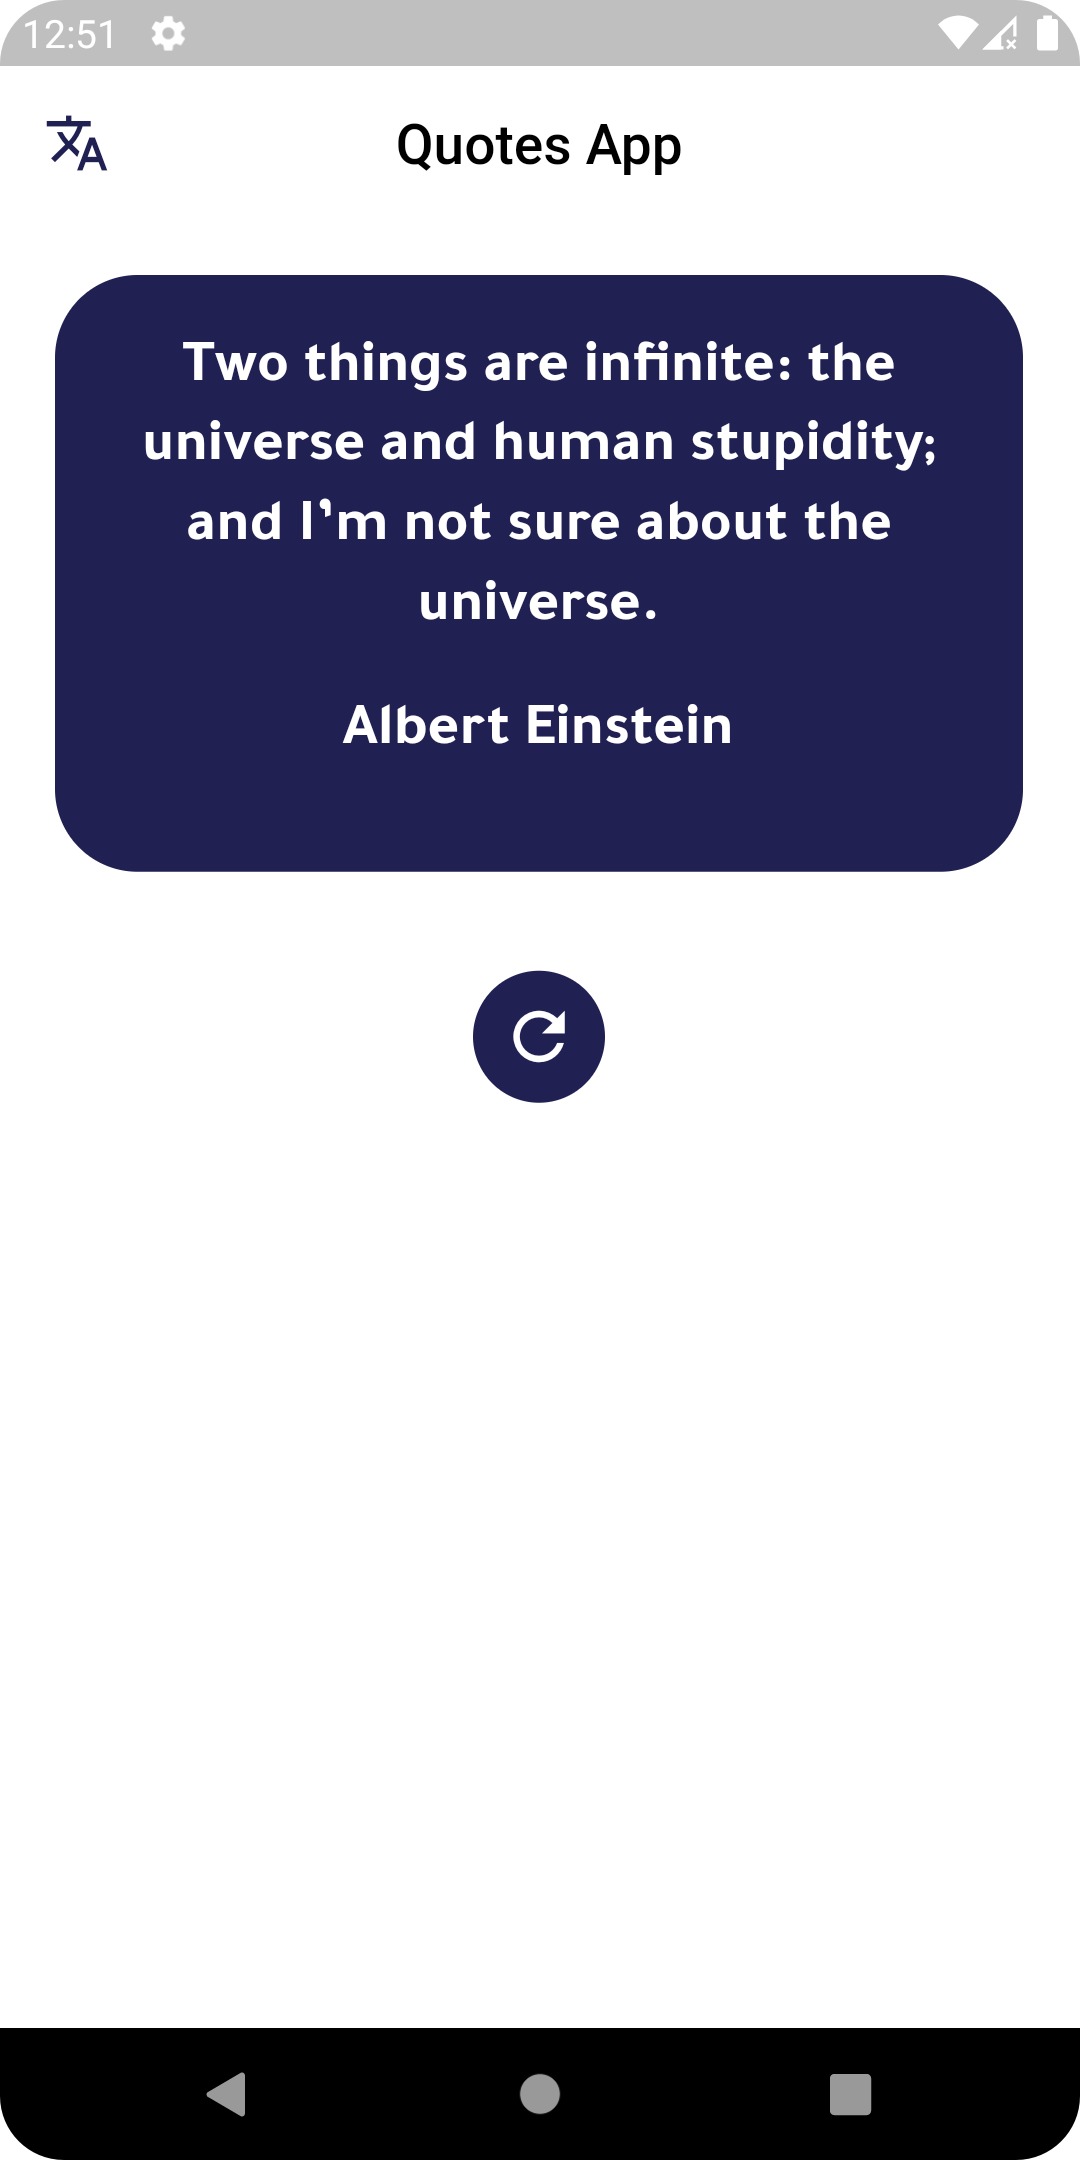 12:51
Quotes App
Two things are infinite: the
universe and human stupidity;
and I'm not sure about the
universe.
Albert Einstein